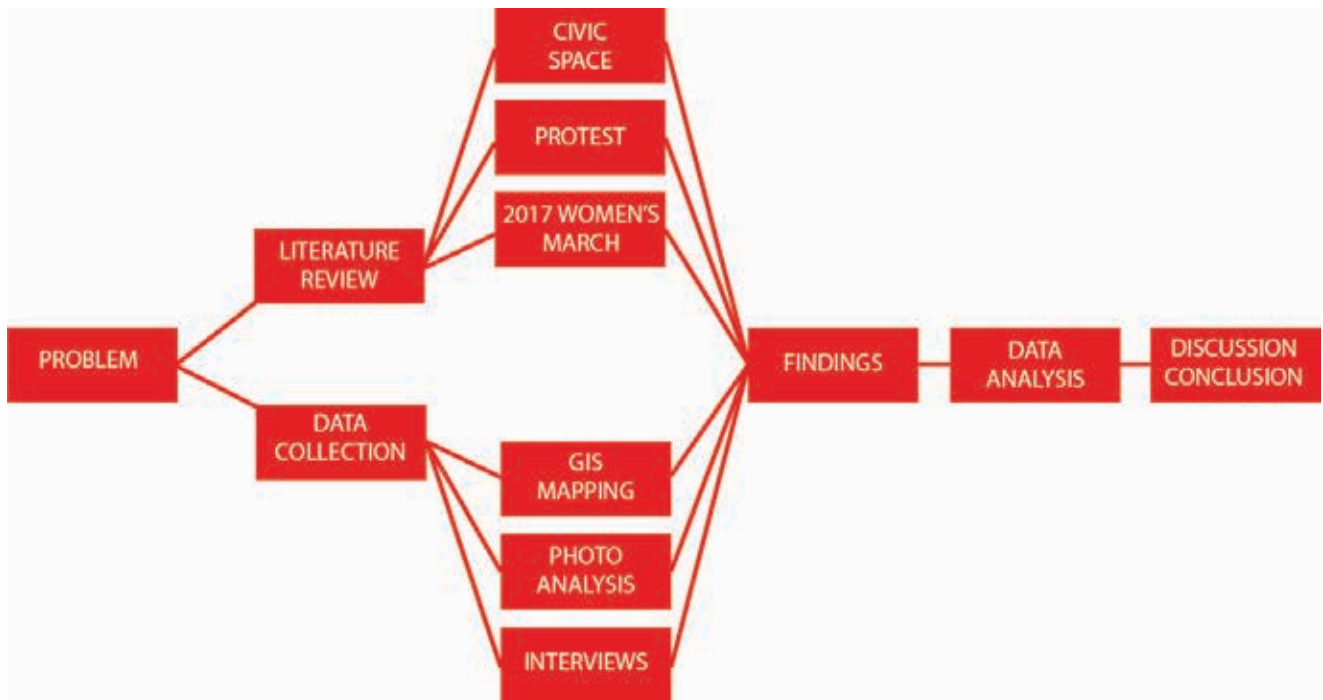 CIVIC
SPACE
PROTEST
2017 WOMEN'S
MARCH
LITERATURE
REVIEW
PROBLEM
DATA
COLLECTION
GIS
MAPPING
PHOTO
ANALYSIS
INTERVIEWS
FINDINGS
DATA
ANALYSIS
DISCUSSION
CONCLUSION